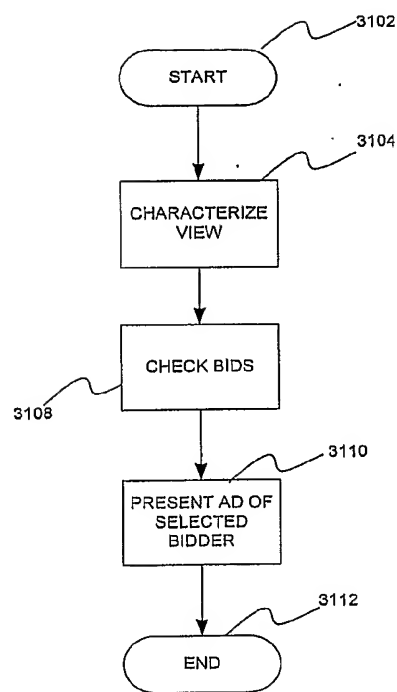 3102
START
3104
CHARACTERIZE
VIEW
CHECK BIDS
3108
3110
PRESENT AD OF
SELECTED
BIDDER
3112
END